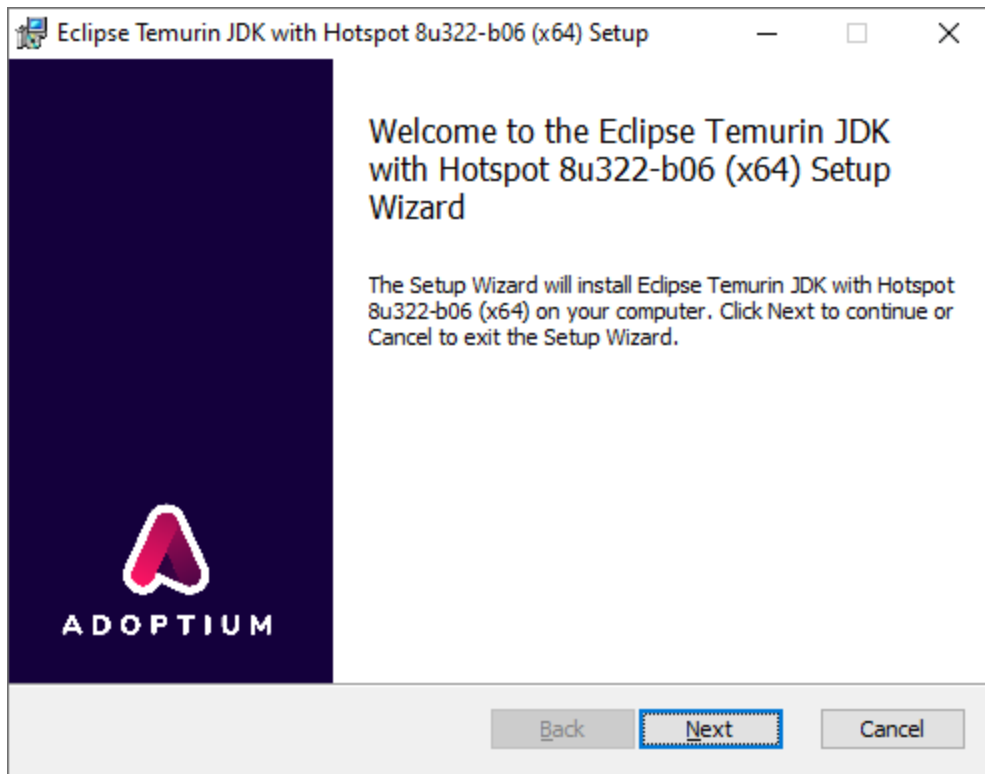 Eclipse Temurin JDK with Hotspot 8u322-b06 (x64) Setup
Welcome to the Eclipse Temurin JDK
with Hotspot 8u322-b06 (x64) Setup
Wizard
The Setup Wizard will install Eclipse Temurin JDK with Hotspot
8u322-b06 (x64) on your computer. Click Next to continue or
Cancel to exit the Setup Wizard.
ADOPTIUM
Back Next Cancel